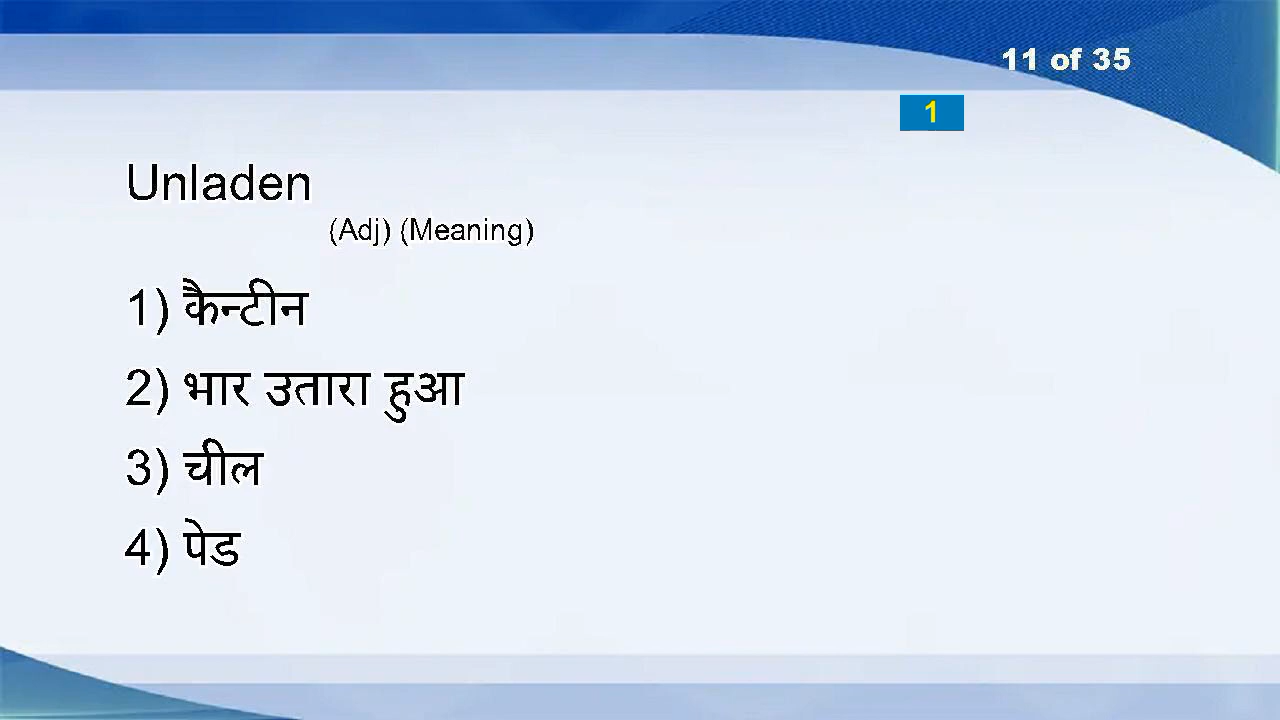 11 of 35
1
Unladen
(Adj) (Meaning)
1) कैन्टीन
2) भार उतारा हुआ
3) चील
4) पेड